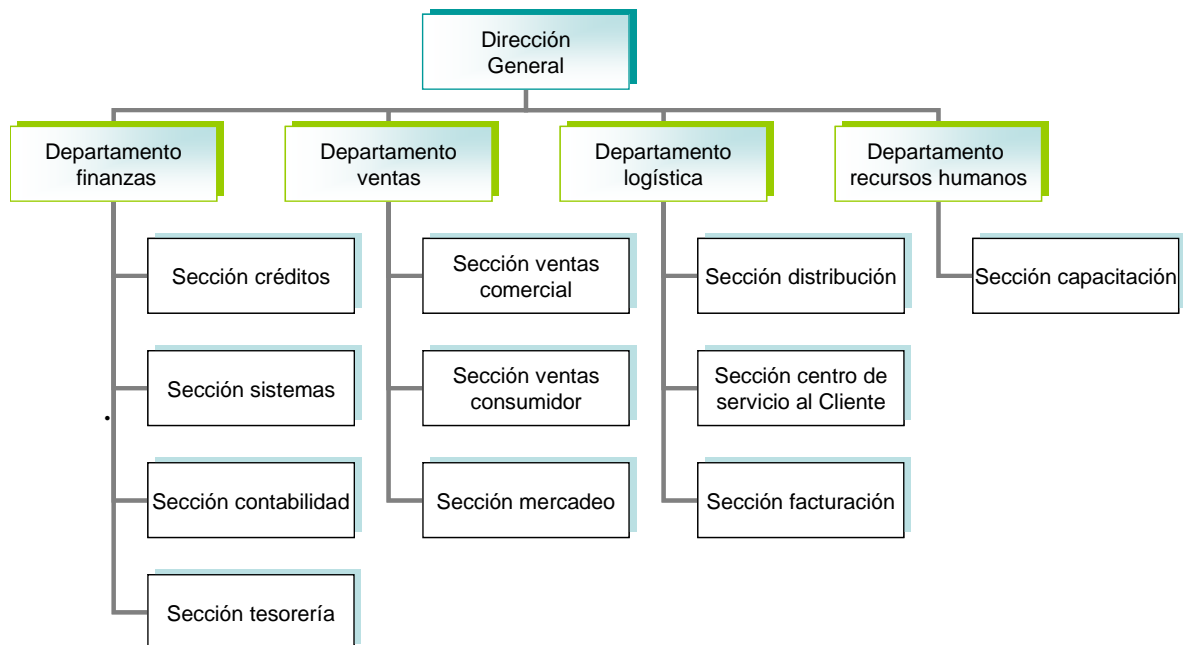 Dirección
General
Departamento
finanzas
Departamento
ventas
Departamento
logística
Departamento
recursos humanos
Sección créditos
Sección ventas
comercial
Sección distribución
Sección capacitación
Sección sistemas
Sección ventas
consumidor
Sección centro de
servicio al Cliente
Sección contabilidad
Sección mercadeo
Sección facturación
Sección tesorería